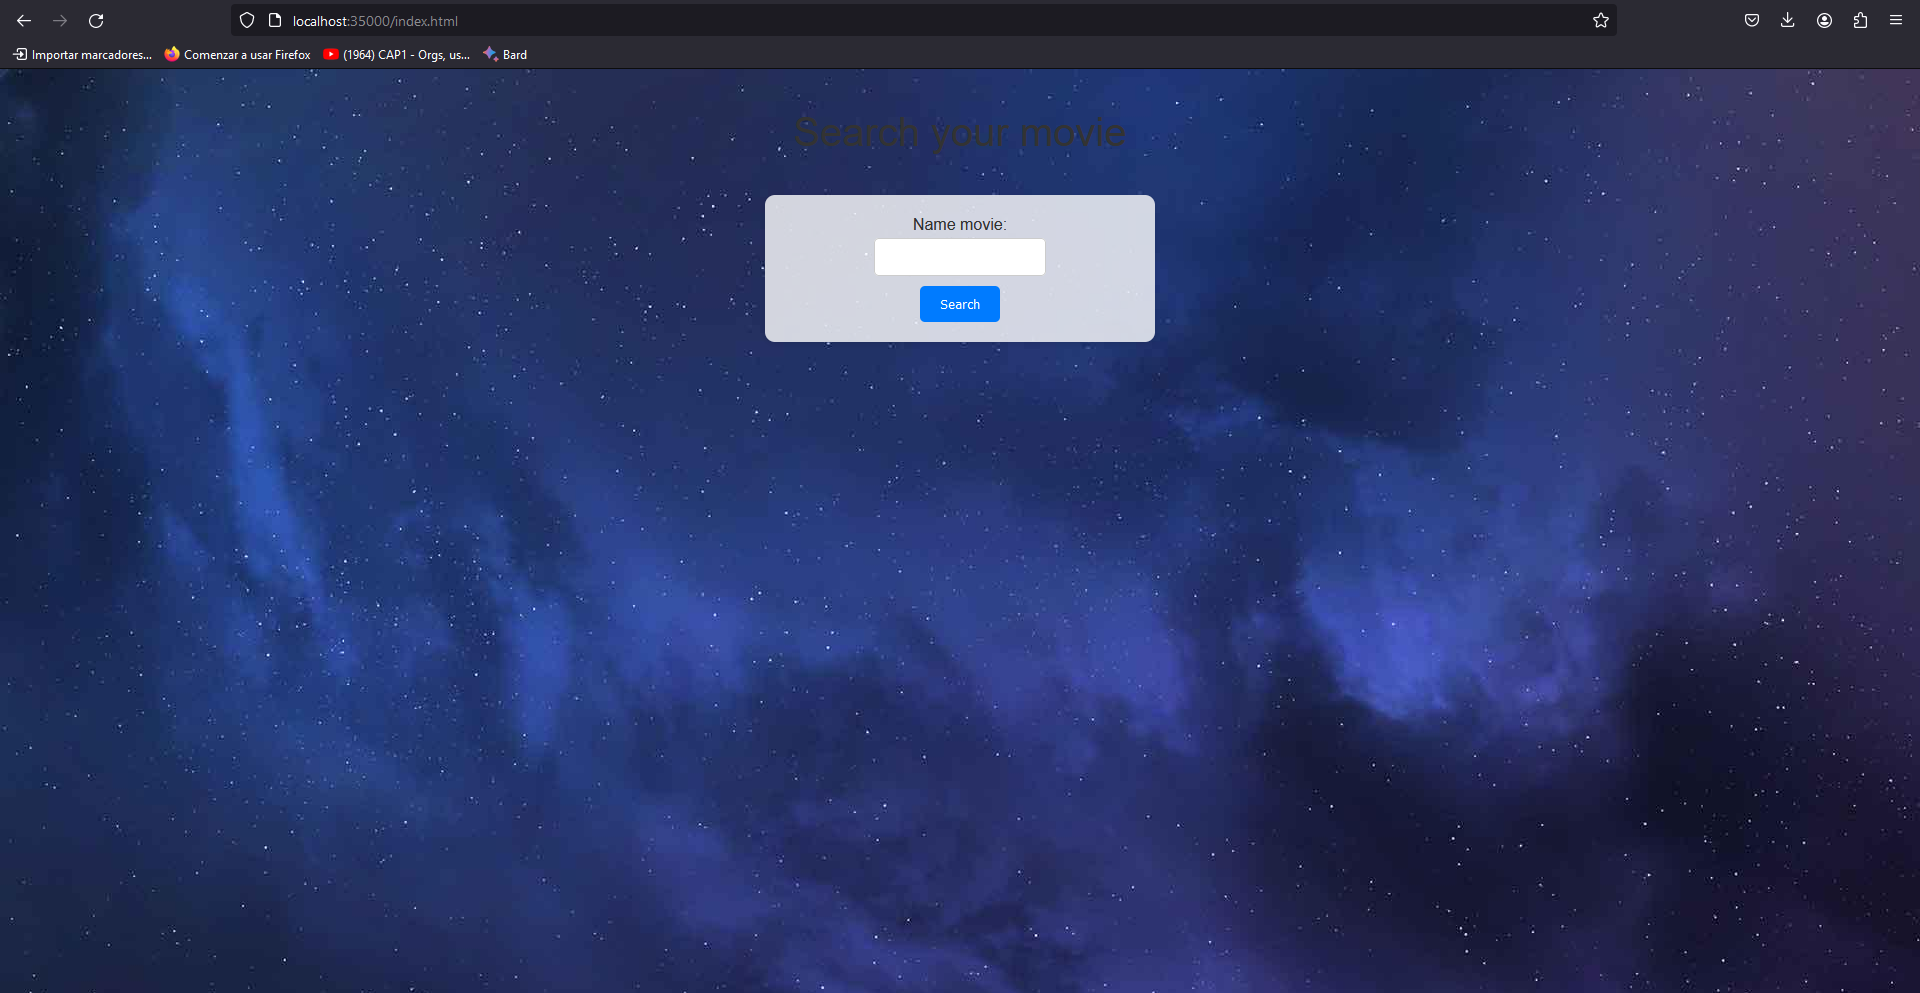 localhost:35000/index.html
Importar marcadores... Comenzar a usar Firefox (1964) CAP1 - Orgs, us... Bard
Search your movie
Name movie:
Search